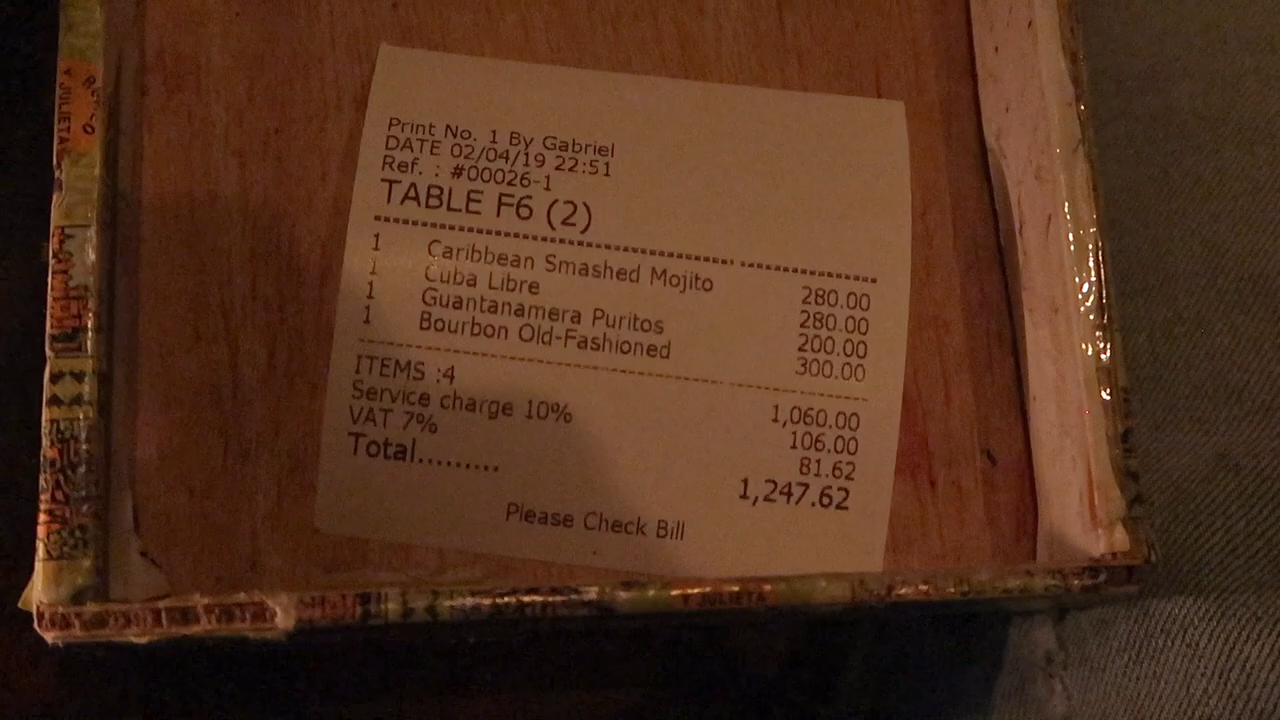 Print No. 1 By Gabriel
DATE 02/04/19 22:51
Ref. : #00026-1
TABLE F6 (2)
1 Caribbean Smashed Mojito 280.00
1 Cuba Libre 280.00
1 Guantanamera Puritos 200.00
1 Bourbon Old-Fashioned 300.00
ITEMS :4 1,060.00
Service charge 10% 106.00
VAT 7% 81.62
Total......... 1,247.62
Please Check Bill
Y JULIETA
Y JULIETA